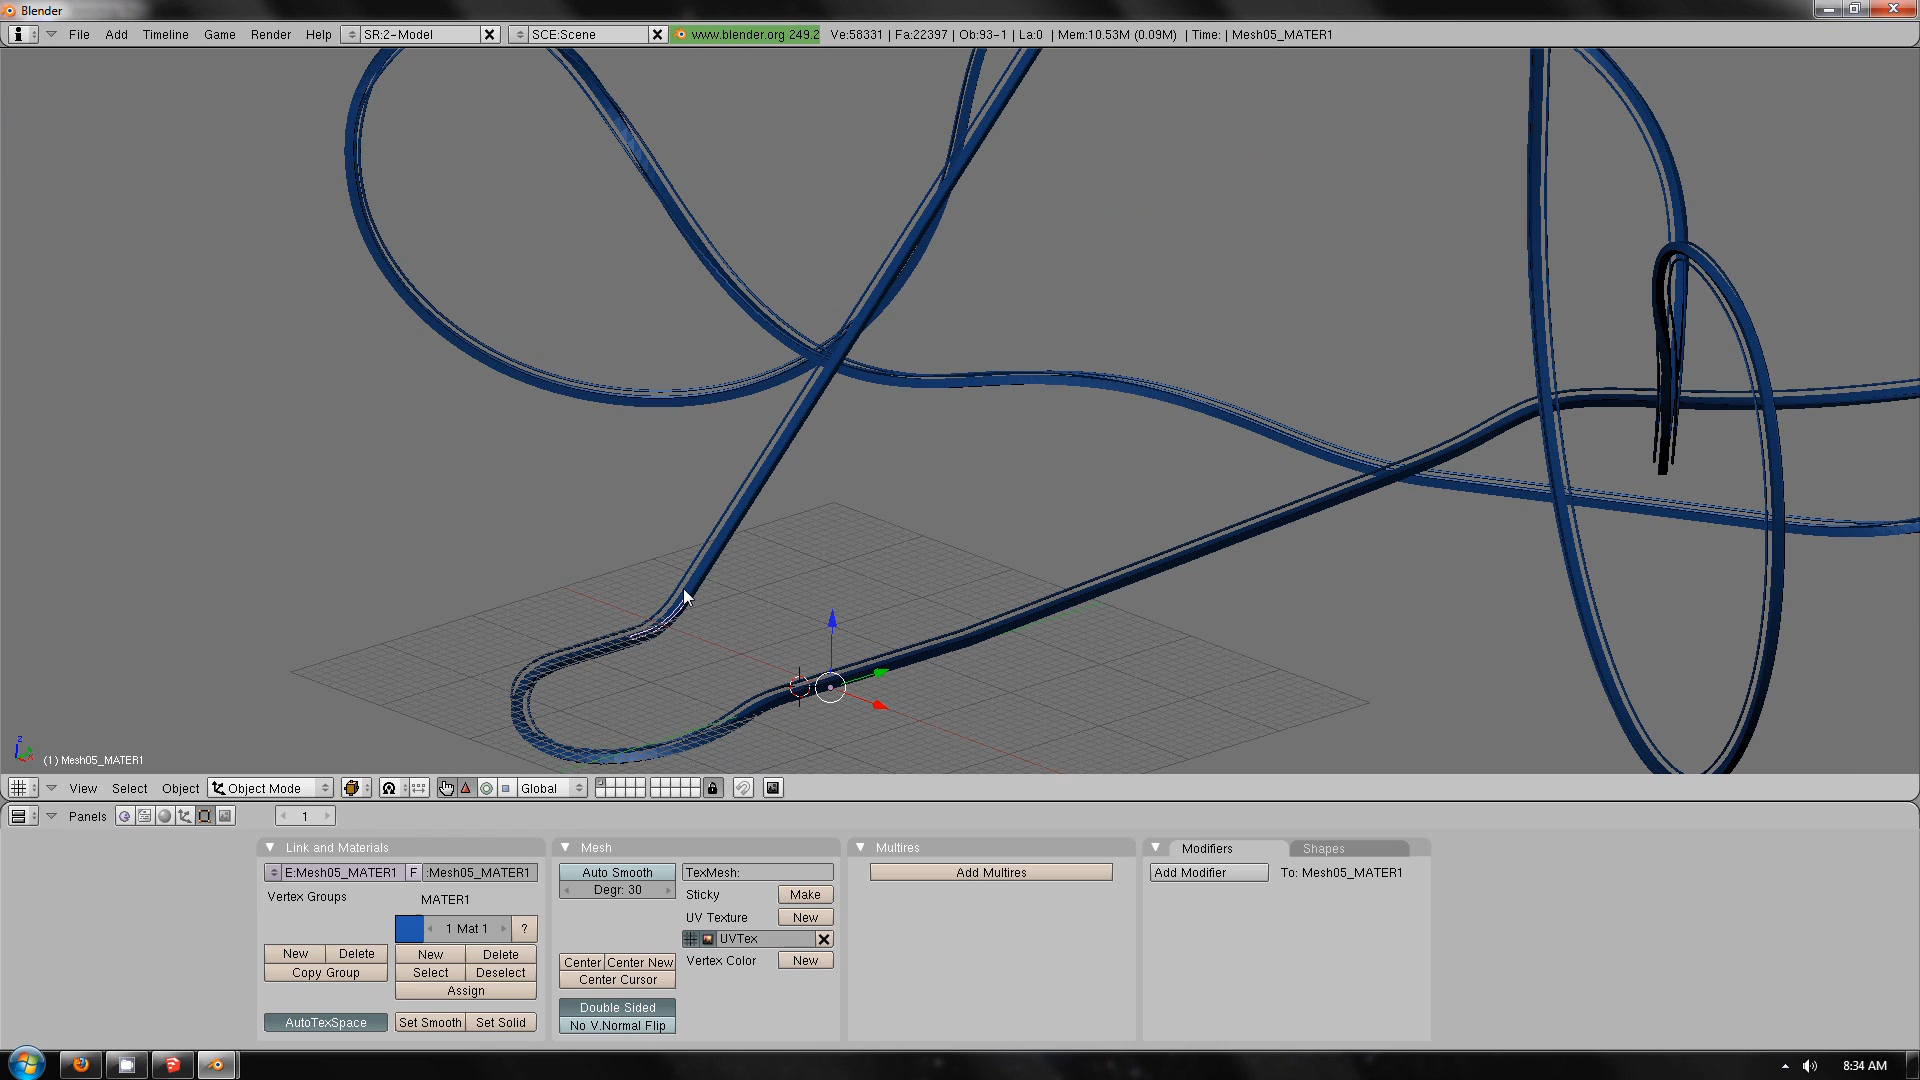 Blender
File Add Timeline Game Render Help SR:2-Model SCE:Scene www.blender.org 249.2 Ve:58331 | Fa:22397 | Ob:93-1 | La:0 | Mem:10.53M (0.09M) | Time: | Mesh05_MATER1
z
(1) Mesh05_MATER1
View Select Object Object Mode Global
Panels 1
Link and Materials
E:Mesh05_MATER1 F :Mesh05_MATER1
Vertex Groups MATER1
1 Mat 1 ?
New Delete New Delete
Copy Group Select Deselect
Assign
AutoTexSpace Set Smooth Set Solid
Mesh
Auto Smooth TexMesh:
Degr: 30 Sticky Make
UV Texture New
UVTex
Center Center New Vertex Color New
Center Cursor
Double Sided
No V.Normal Flip
Multires
Add Multires
Modifiers Shapes
Add Modifier To: Mesh05_MATER1
8:34 AM